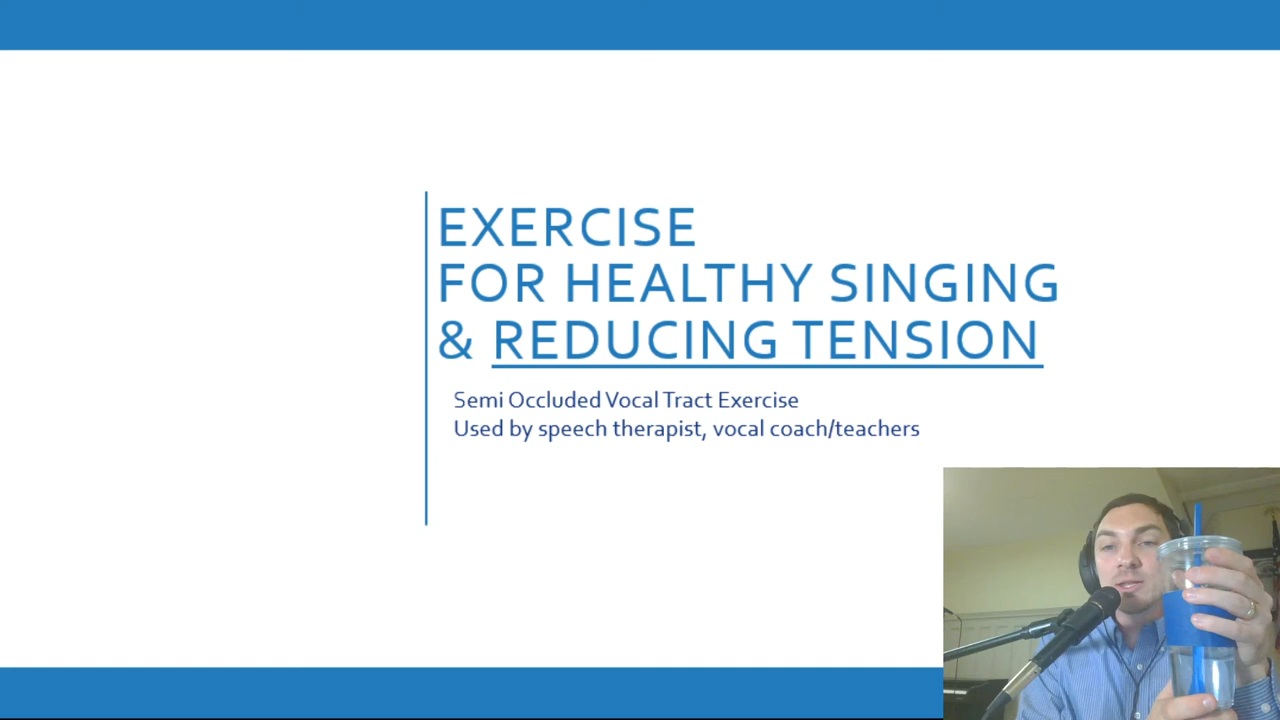 EXERCISE
FOR HEALTHY SINGING
& REDUCING TENSION
Semi Occluded Vocal Tract Exercise
Used by speech therapist, vocal coach/teachers